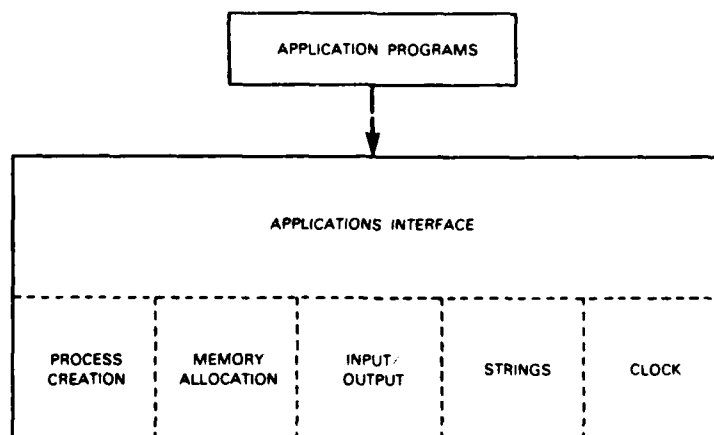 APPLICATION PROGRAMS
APPLICATIONS INTERFACE
PROCESS
CREATION
MEMORY
ALLOCATION
INPUT/
OUTPUT
STRINGS
CLOCK